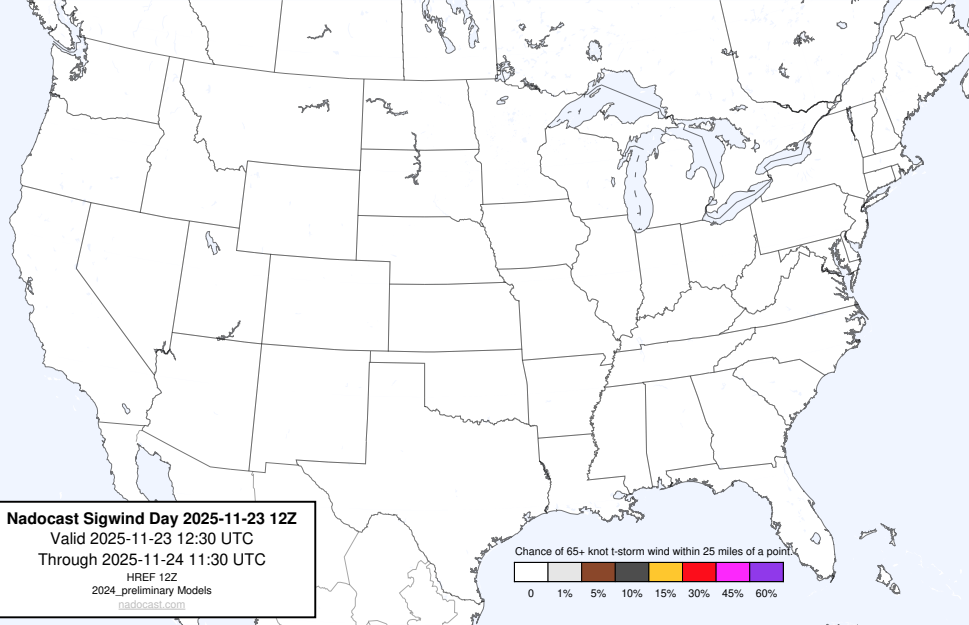 Nadocast Sigwind Day 2025-11-23 12Z
Valid 2025-11-23 12:30 UTC
Through 2025-11-24 11:30 UTC
HREF 12Z
2024_preliminary Models
nadocast.com
Chance of 65+ knot t-storm wind within 25 miles of a point.
0 1% 5% 10% 15% 30% 45% 60%